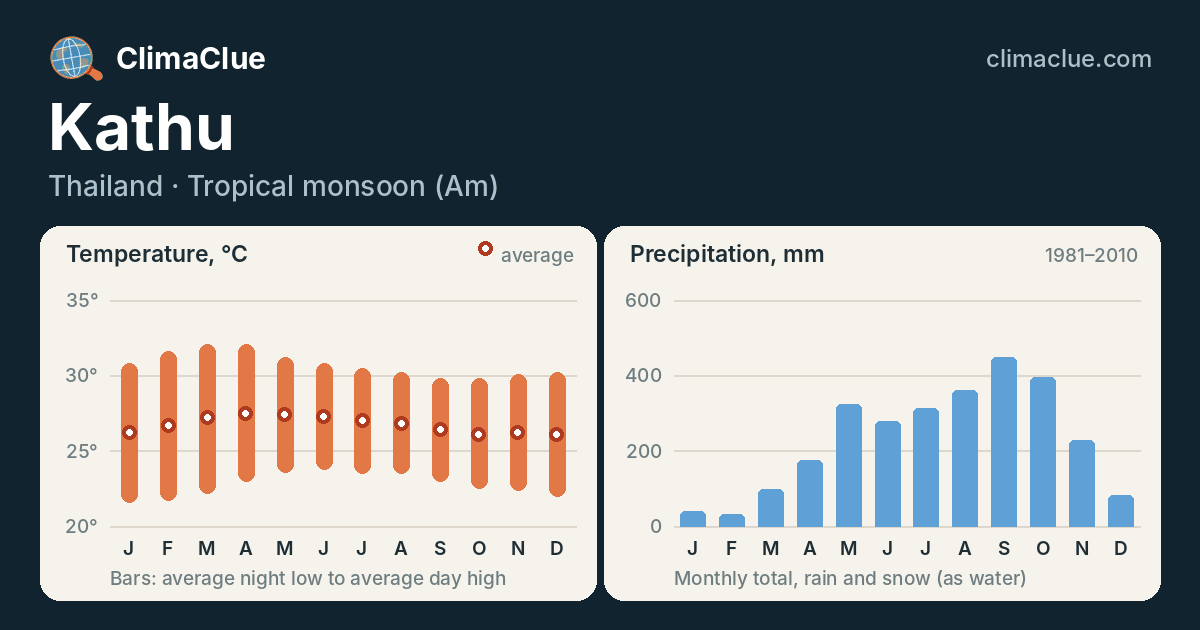 ClimaClue
climaclue.com
Kathu
Thailand · Tropical monsoon (Am)
Temperature, °C
average
35°
30°
25°
20°
J F M A M J J A S O N D
Bars: average night low to average day high
Precipitation, mm
1981–2010
600
400
200
0
J F M A M J J A S O N D
Monthly total, rain and snow (as water)